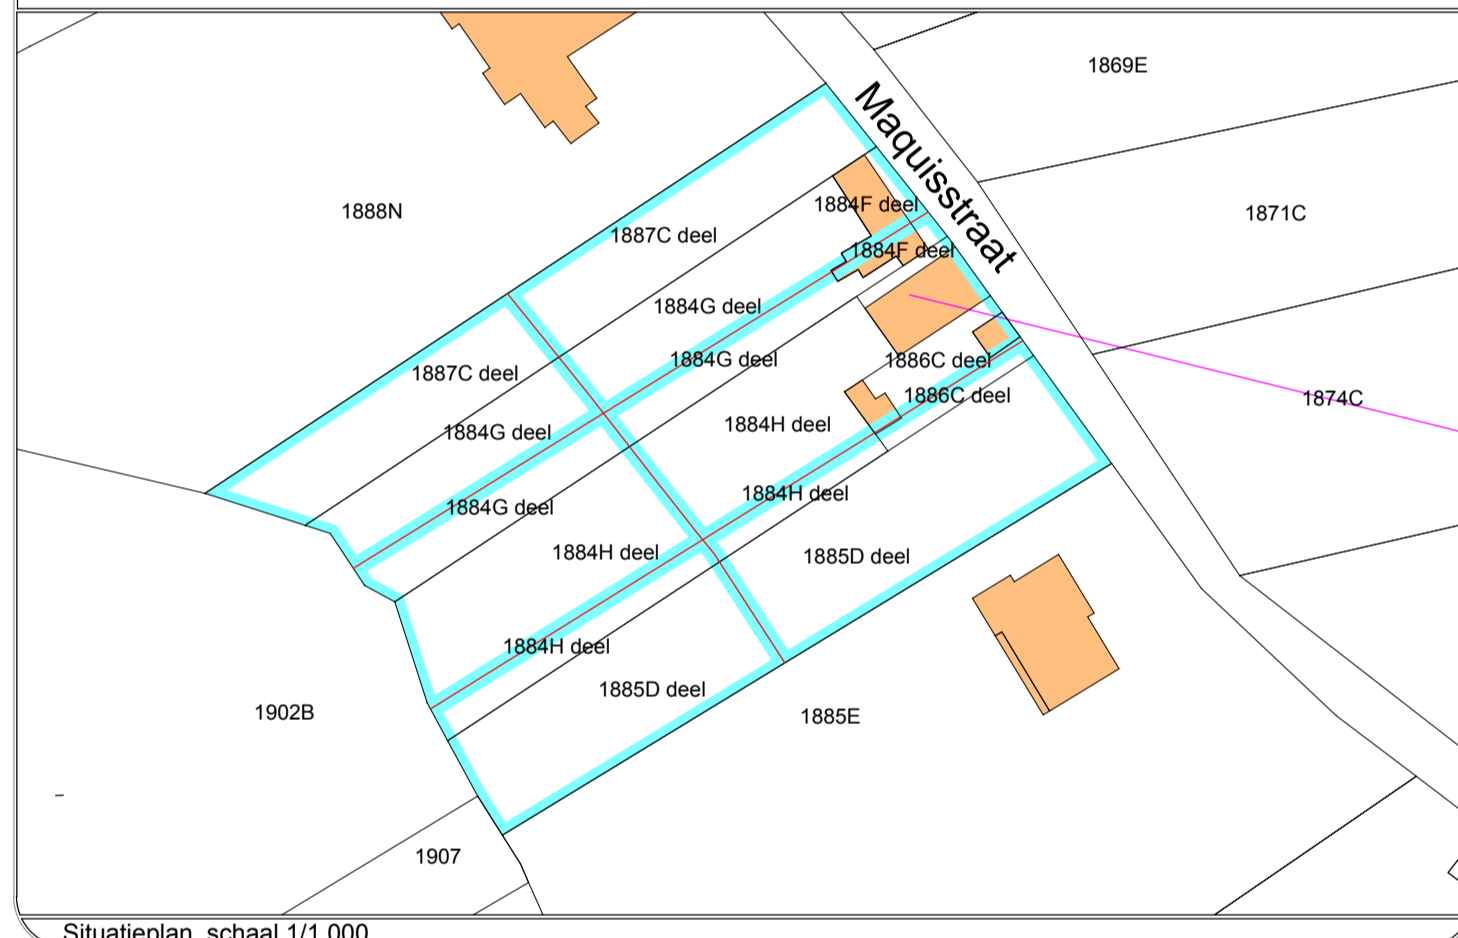 1869E
Maquisstraat
1884F deel
1888N
1871C
1887C deel
1884F deel
1884G deel
1884G deel
1886C deel
1887C deel
1886C deel
1874C
1884H deel
1884G deel
1884H deel
1884G deel
1884H deel
1885D deel
1884H deel
1885D deel
1902B
1885E
1907
Situatieplan, schaal 1/1.000